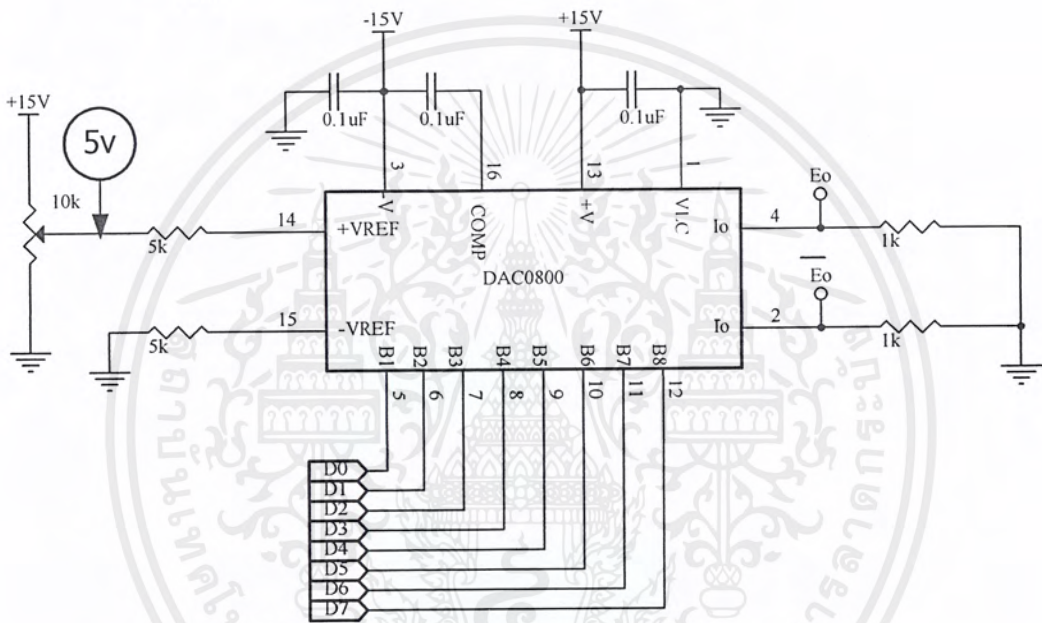 -15V
+15V
+15V
5v
0.1uF
0.1uF
0.1uF
3
16
13
1
10k
5k
14
+VREF
-V
COMP
+V
VLC
Io
4
Eo
1k
DAC0800
5k
15
-VREF
Io
2
Eo
1k
B1
B2
B3
B4
B5
B6
B7
B8
5
6
7
8
9
10
11
12
D0
D1
D2
D3
D4
D5
D6
D7